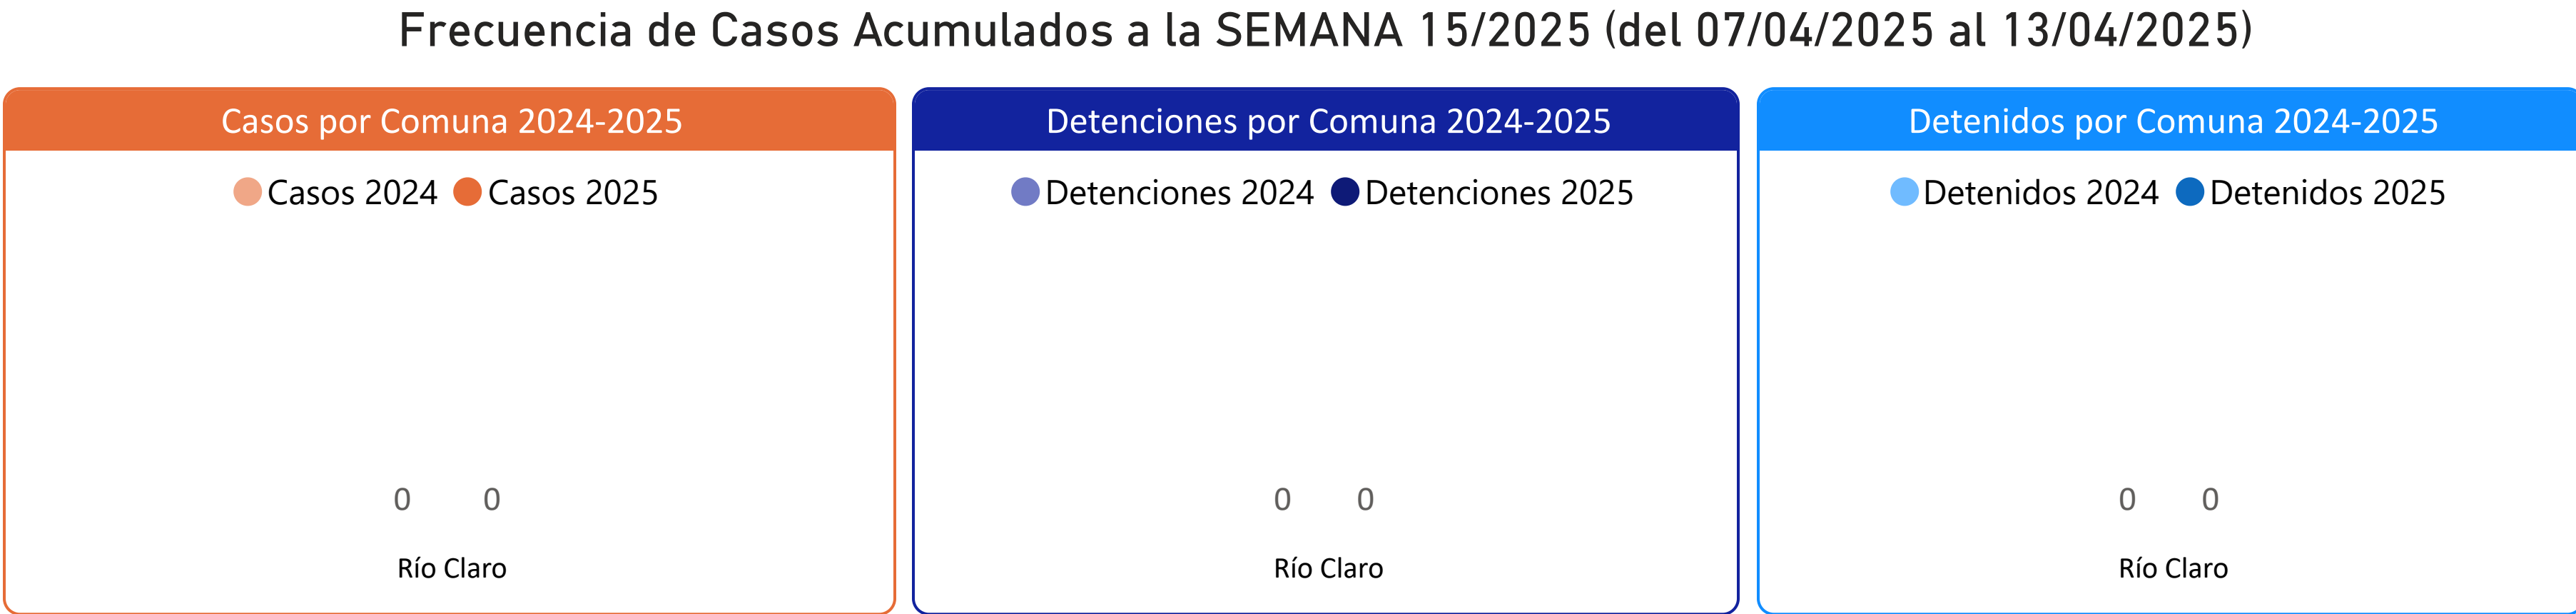 Frecuencia de Casos Acumulados a la SEMANA 15/2025 (del 07/04/2025 al 13/04/2025)
Casos por Comuna 2024-2025
Casos 2024 Casos 2025
0 0
Río Claro
Detenciones por Comuna 2024-2025
Detenciones 2024 Detenciones 2025
0 0
Río Claro
Detenidos por Comuna 2024-2025
Detenidos 2024 Detenidos 2025
0 0
Río Claro